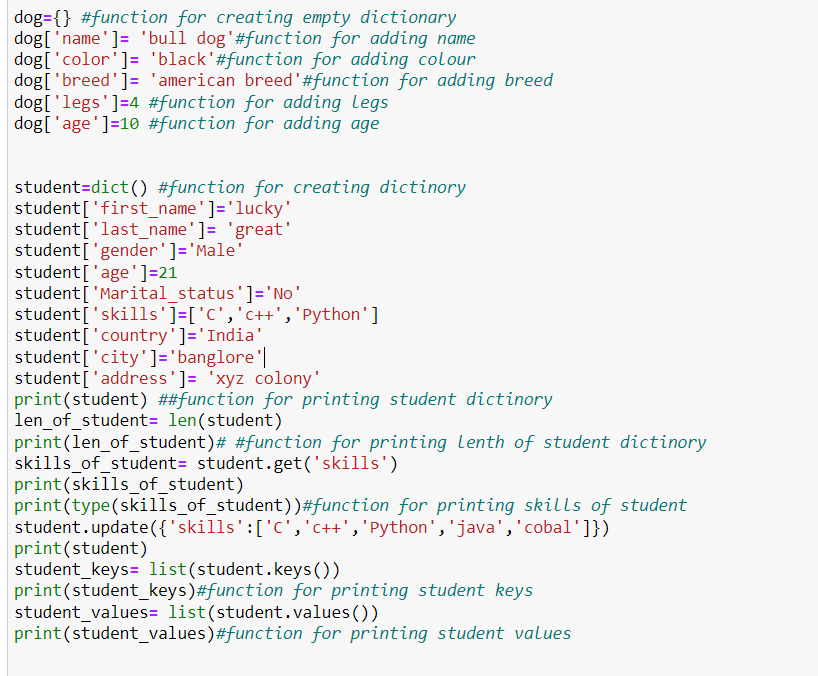 dog={} #function for creating empty dictionary
dog['name']= 'bull dog'#function for adding name
dog['color']= 'black'#function for adding colour
dog['breed']= 'american breed'#function for adding breed
dog['legs']=4 #function for adding legs
dog['age']=10 #function for adding age
student=dict() #function for creating dictinory
student['first_name']='lucky'
student['last_name']= 'great'
student['gender']='Male'
student['age']=21
student['Marital_status']='No'
student['skills']=['C','c++','Python']
student['country']='India'
student['city']='banglore'
student['address']= 'xyz colony'
print(student) ##function for printing student dictinory
len_of_student= len(student)
print(len_of_student)# #function for printing lenth of student dictinory
skills_of_student= student.get('skills')
print(skills_of_student)
print(type(skills_of_student))#function for printing skills of student
student.update({'skills':['C','c++','Python','java','cobal']})
print(student)
student_keys= list(student.keys())
print(student_keys)#function for printing student keys
student_values= list(student.values())
print(student_values)#function for printing student values